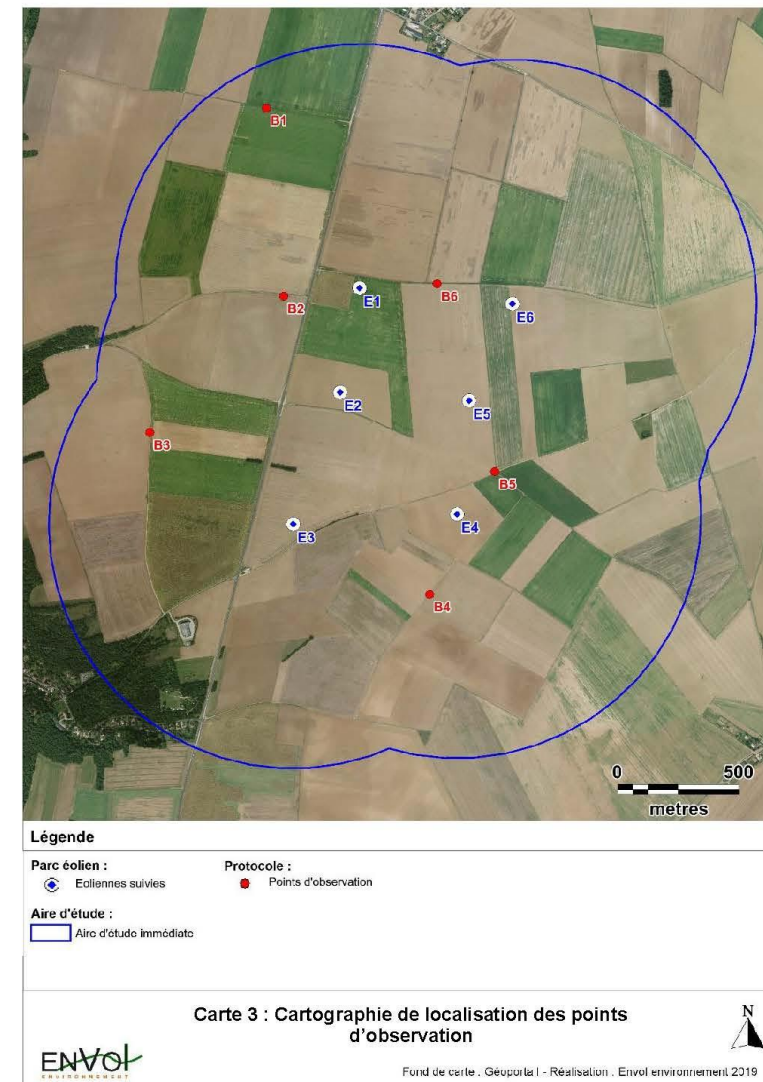 B1
B2
E1
B6
E6
E2
E5
B3
B5
E3
E4
B4
0 500
metres
Légende
Parc éolien :
Eoliennes suivies
Protocole :
Points d'observation
Aire d'étude :
Aire d'étude immédiate
Carte 3 : Cartographie de localisation des points
d'observation
N
ENVOL
ENVIRONNEMENT
Fond de carte : Géoportail - Réalisation : Envol environnement 2019